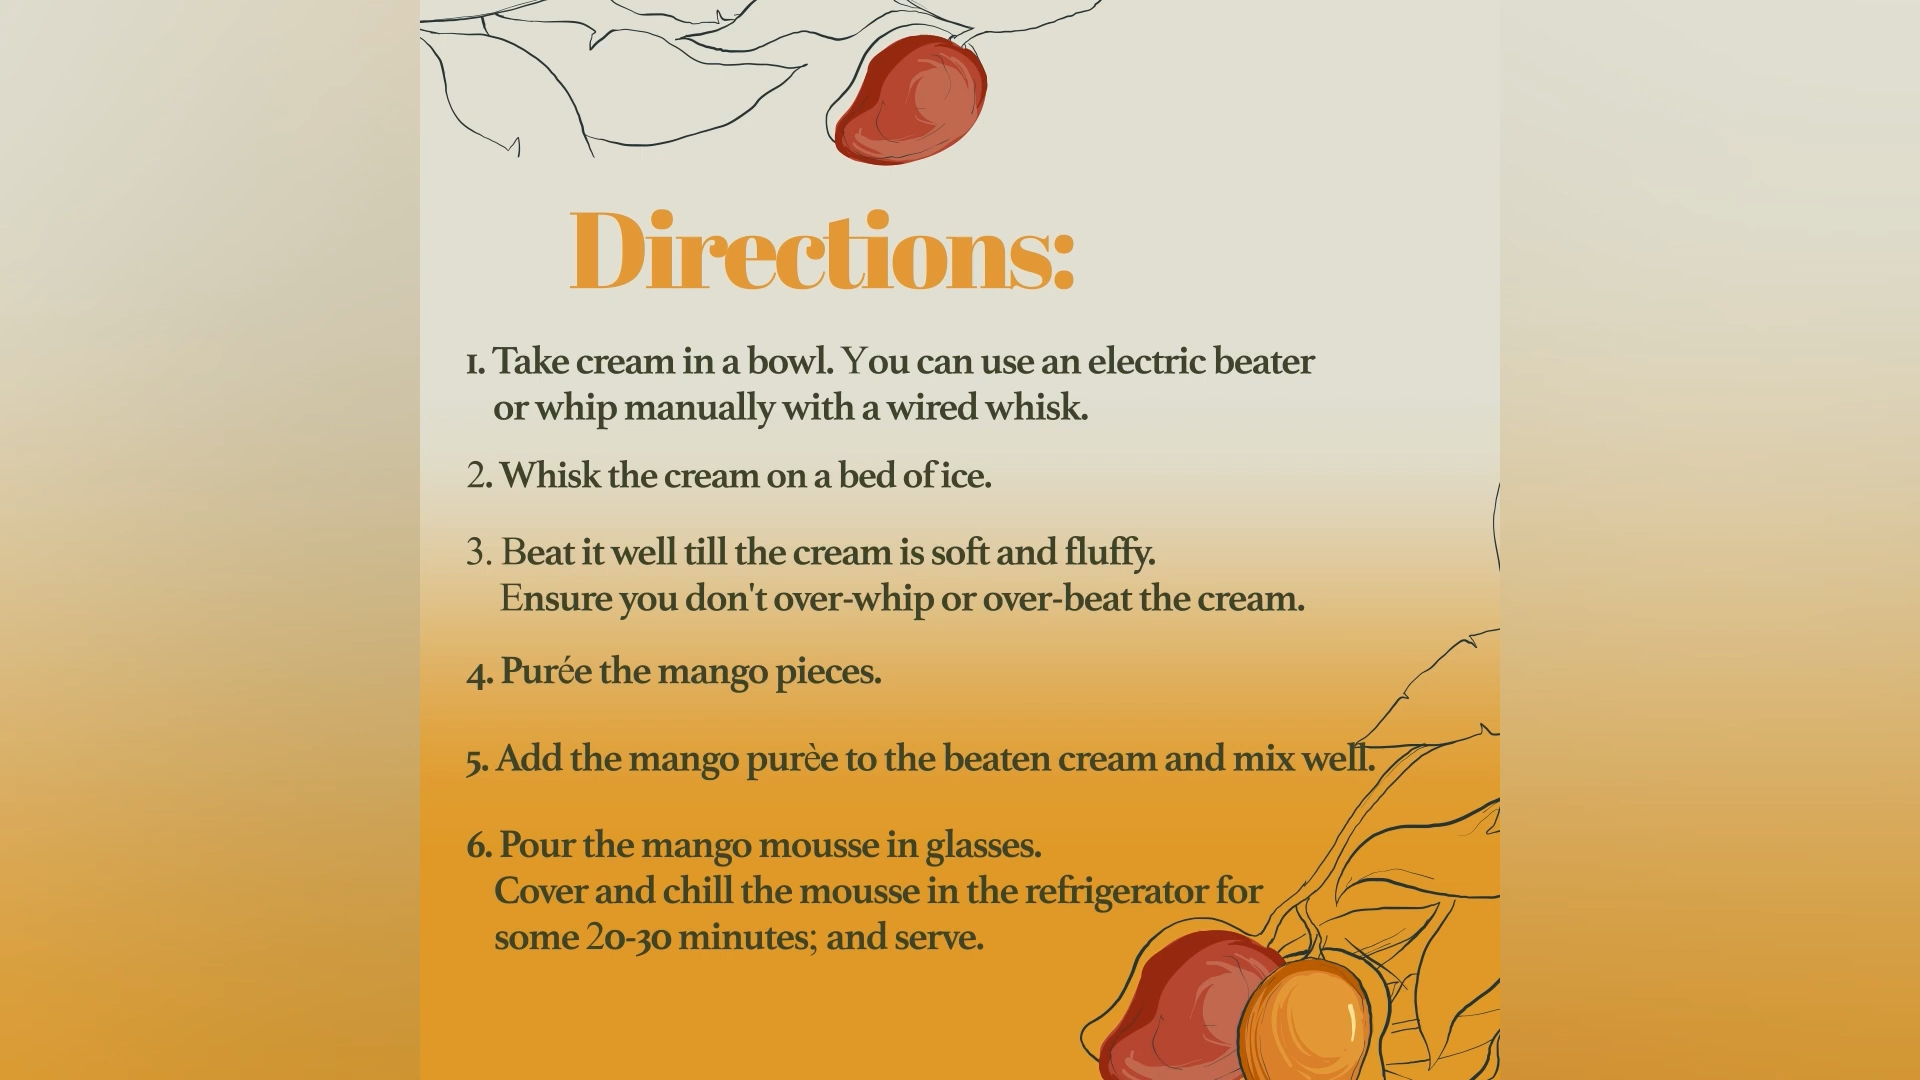 Directions:
1. Take cream in a bowl. You can use an electric beater
or whip manually with a wired whisk.
2. Whisk the cream on a bed of ice.
3. Beat it well till the cream is soft and fluffy.
Ensure you don't over-whip or over-beat the cream.
4. Purée the mango pieces.
5. Add the mango purèe to the beaten cream and mix well.
6. Pour the mango mousse in glasses.
Cover and chill the mousse in the refrigerator for
some 20-30 minutes; and serve.